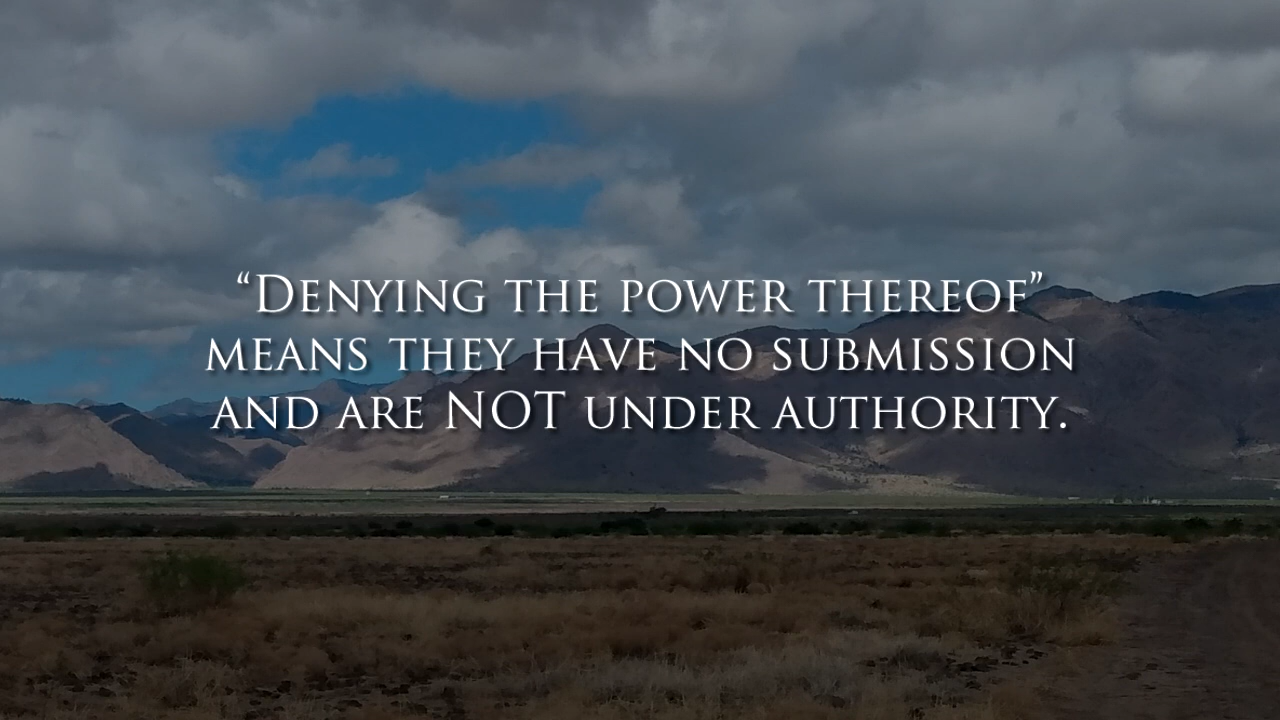 “Denying the power thereof”
means they have no submission
and are NOT under authority.